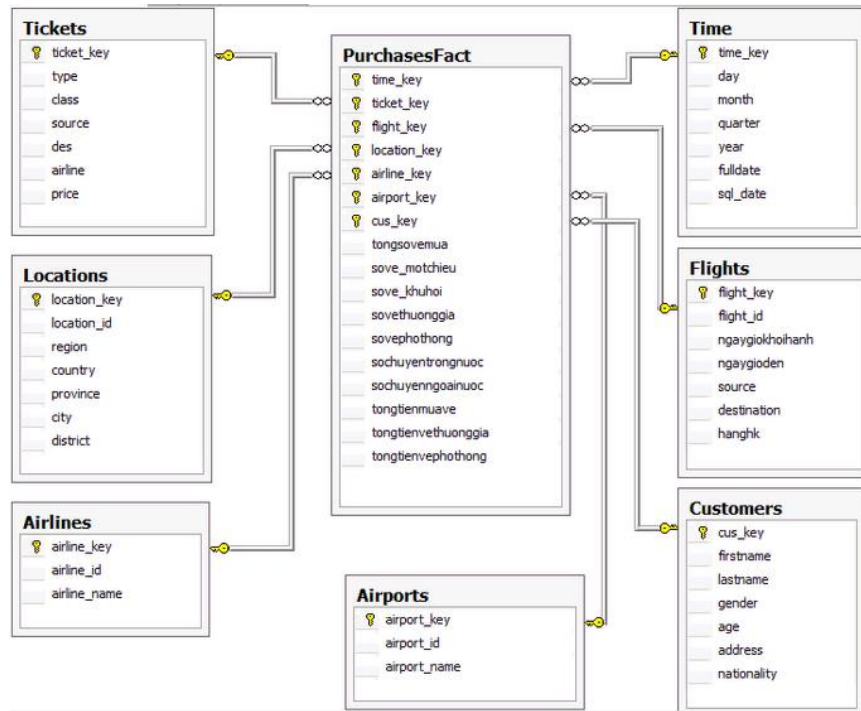 Tickets
ticket_key
type
class
source
des
airline
price
Locations
location_key
location_id
region
country
province
city
district
Airlines
airline_key
airline_id
airline_name
PurchasesFact
time_key
ticket_key
flight_key
location_key
airline_key
airport_key
cus_key
tongsovemua
sove_motchieu
sove_khuhoi
sovethuonggia
sovephothong
sochuyentrongnuoc
sochuyenngoainuoc
tongtienmuave
tongtienvethuonggia
tongtienvephothong
Airports
airport_key
airport_id
airport_name
Time
time_key
day
month
quarter
year
fulldate
sql_date
Flights
flight_key
flight_id
ngaygiokhoihanh
ngaygioden
source
destination
hanghk
Customers
cus_key
firstname
lastname
gender
age
address
nationality